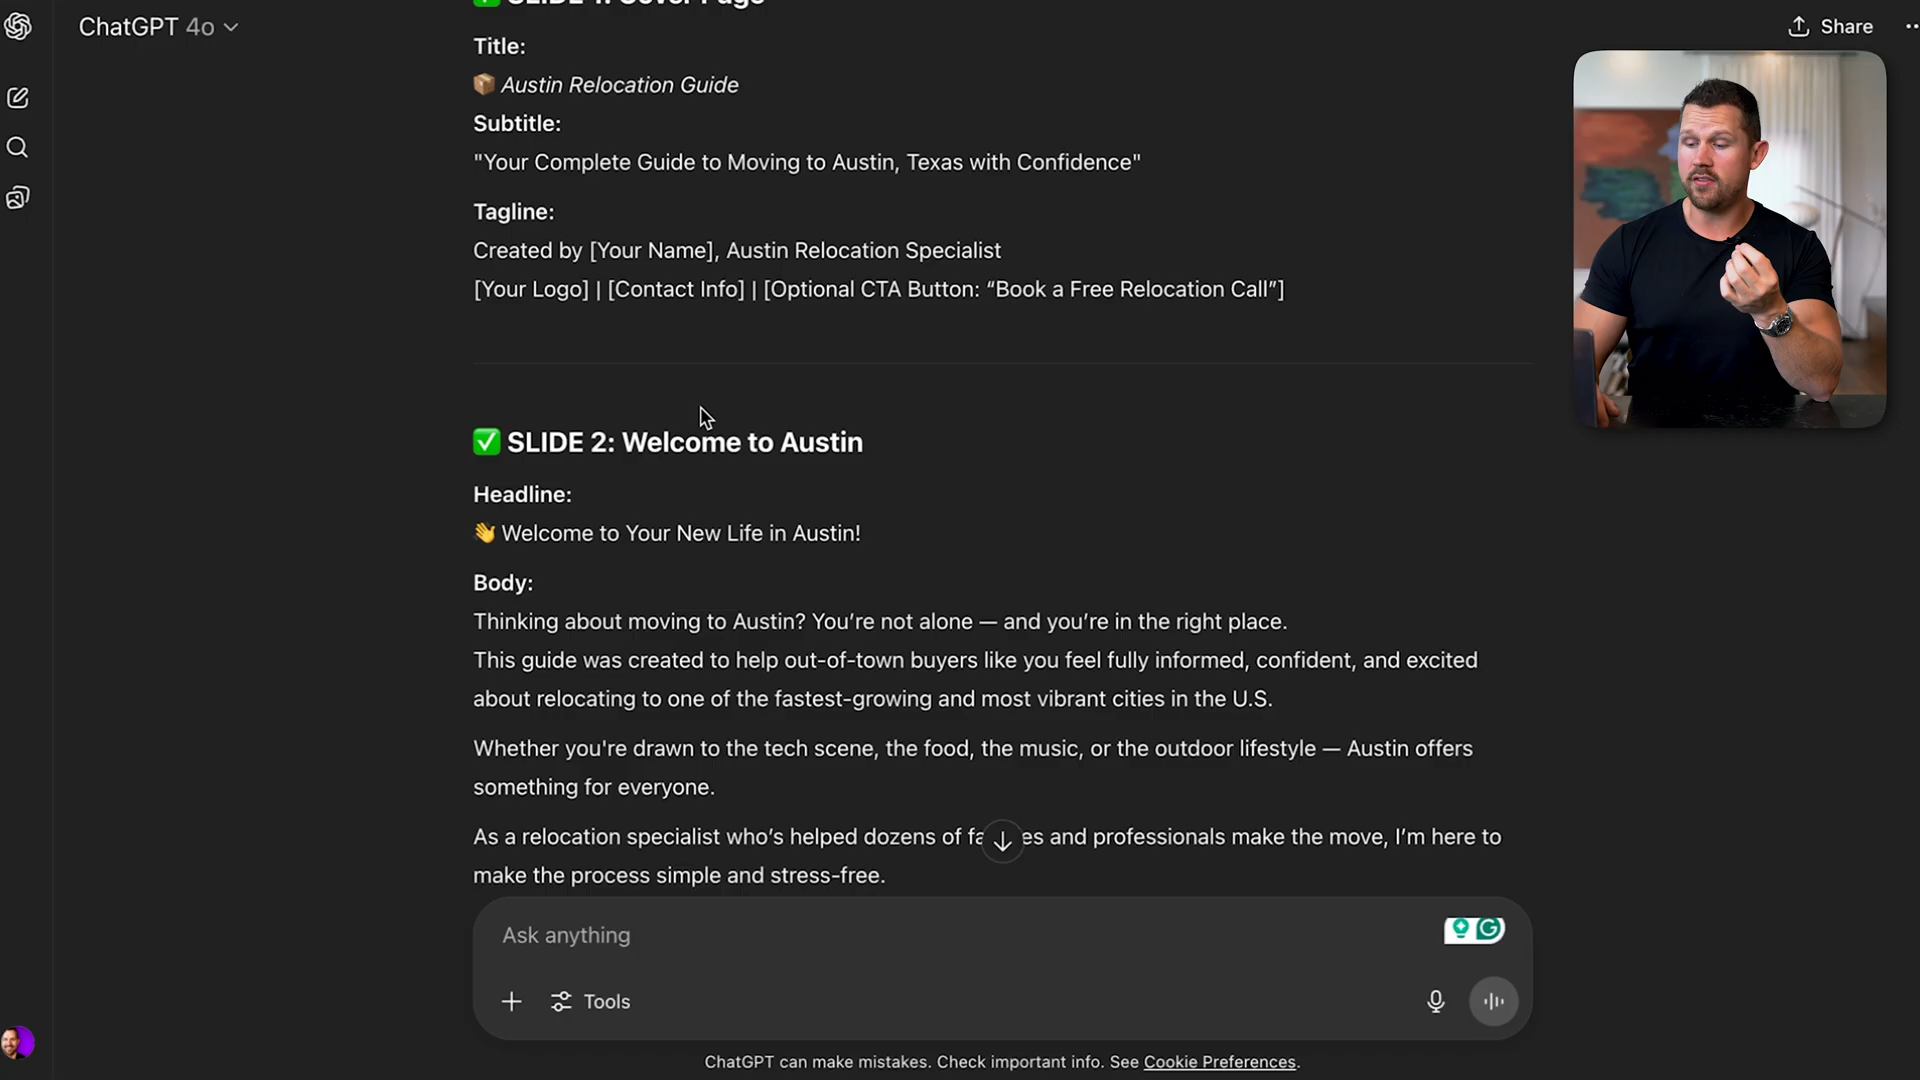 ChatGPT 4o
Share
SLIDE 1: Cover Page
Title:
📦 Austin Relocation Guide
Subtitle:
"Your Complete Guide to Moving to Austin, Texas with Confidence"
Tagline:
Created by [Your Name], Austin Relocation Specialist
[Your Logo] | [Contact Info] | [Optional CTA Button: “Book a Free Relocation Call”]
✅ SLIDE 2: Welcome to Austin
Headline:
👋 Welcome to Your New Life in Austin!
Body:
Thinking about moving to Austin? You’re not alone — and you’re in the right place.
This guide was created to help out-of-town buyers like you feel fully informed, confident, and excited
about relocating to one of the fastest-growing and most vibrant cities in the U.S.
Whether you're drawn to the tech scene, the food, the music, or the outdoor lifestyle — Austin offers
something for everyone.
As a relocation specialist who’s helped dozens of and professionals make the move, I’m here to
make the process simple and stress-free.
Ask anything
Tools
ChatGPT can make mistakes. Check important info. See Cookie Preferences.